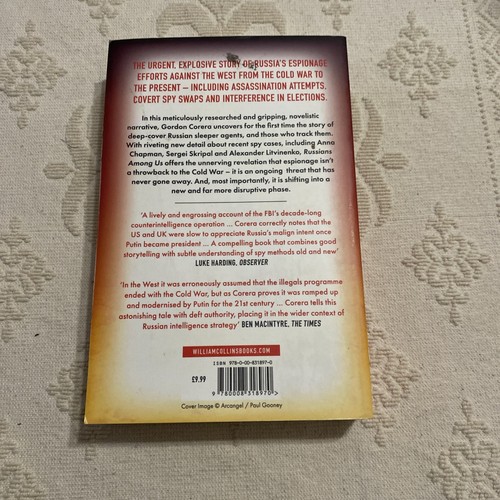 THE URGENT, EXPLOSIVE STORY OF RUSSIA'S ESPIONAGE
EFFORTS AGAINST THE WEST FROM THE COLD WAR TO
THE PRESENT – INCLUDING ASSASSINATION ATTEMPTS,
COVERT SPY SWAPS AND INTERFERENCE IN ELECTIONS.
In this meticulously researched and gripping, novelistic
narrative, Gordon Corera uncovers for the first time the story of
deep-cover Russian sleeper agents, and those who track them.
With riveting new detail about recent spy cases, including Anna
Chapman, Sergei Skripal and Alexander Litvinenko, Russians
Among Us offers the unnerving revelation that espionage isn't
a throwback to the Cold War – it is an ongoing threat that
has never gone away. And, most importantly, it is shifting into a
new and far more disruptive phase.
'A lively and engrossing account of the FBI's decade-long
counterintelligence operation ... Corera correctly notes that the
US and UK were slow to appreciate Russia's malign intent once
Putin became president ... A compelling book that combines good
storytelling with subtle understanding of spy methods old and new'
LUKE HARDING, OBSERVER
'In the West it was erroneously assumed that the illegals programme
ended with the Cold War, but as Corera proves it was ramped up
and modernised by Putin for the 21st century ... Corera tells this
astonishing tale with deft authority, placing it in the wider context of
Russian intelligence strategy' BEN MACINTYRE, THE TIMES
WILLIAMCOLLINSBOOKS.COM
ISBN 978-0-00-831897-0
£9.99
9 780008 318970 >
Cover Image © Arcangel / Paul Gooney